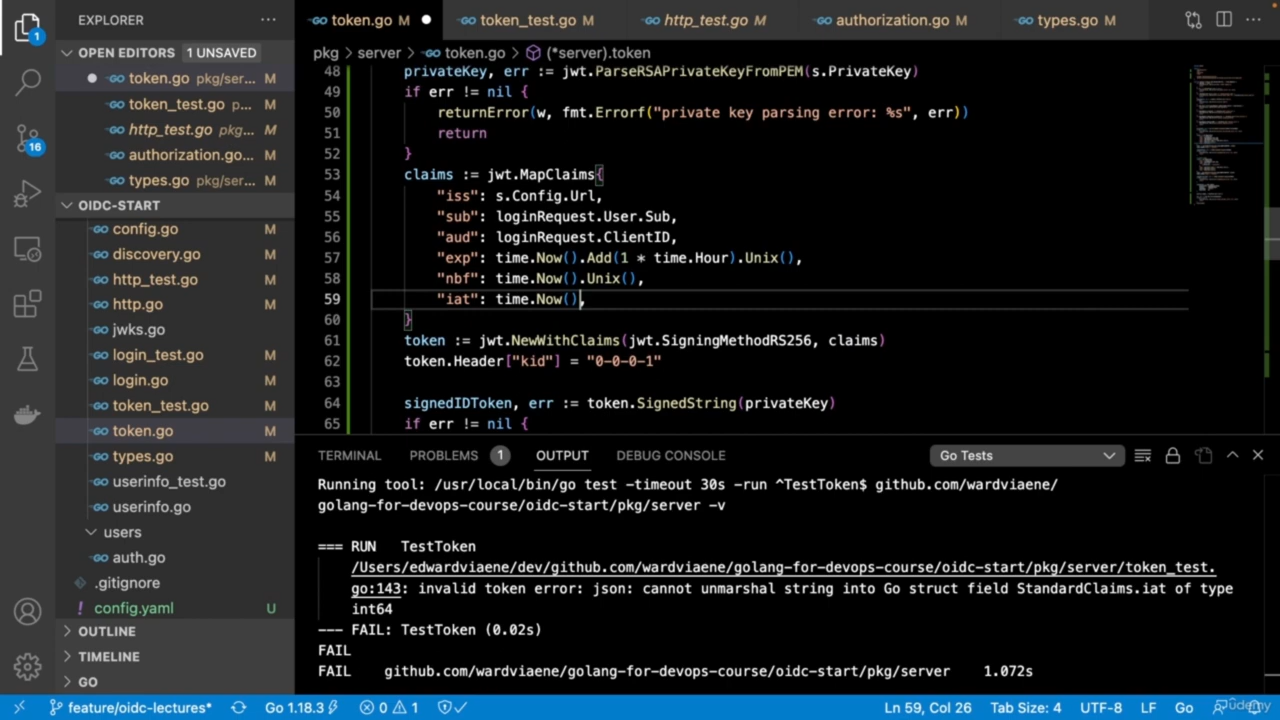 EXPLORER
token.go M
token_test.go M
http_test.go M
authorization.go M
types.go M
1
OPEN EDITORS 1 UNSAVED
token.go pkg/ser... M
token_test.go p... M
http_test.go pkg... M
authorization.go... M
types.go pkg/ser... M
OIDC-START
config.go M
discovery.go M
http_test.go M
http.go M
jwks.go M
login_test.go M
login.go M
token_test.go M
token.go M
types.go M
userinfo_test.go
userinfo.go
users
auth.go
.gitignore
config.yaml U
OUTLINE
TIMELINE
GO
16
pkg > server > token.go > (*server).token
48 privateKey, err := jwt.ParseRSAPrivateKeyFromPEM(s.PrivateKey)
49 if err != nil {
50 returnError(w, fmt.Errorf("private key parsing error: %s", err))
51 return
52 }
53 claims := jwt.MapClaims{
54 "iss": s.Config.Url,
55 "sub": loginRequest.User.Sub,
56 "aud": loginRequest.ClientID,
57 "exp": time.Now().Add(1 * time.Hour).Unix(),
58 "nbf": time.Now().Unix(),
59 "iat": time.Now(),
60 }
61 token := jwt.NewWithClaims(jwt.SigningMethodRS256, claims)
62 token.Header["kid"] = "0-0-0-1"
63
64 signedIDToken, err := token.SignedString(privateKey)
65 if err != nil {
TERMINAL PROBLEMS 1 OUTPUT DEBUG CONSOLE Go Tests
Running tool: /usr/local/bin/go test -timeout 30s -run ^TestToken$ github.com/wardviaene/
golang-for-devops-course/oidc-start/pkg/server -v
=== RUN TestToken
/Users/edwardviaene/dev/github.com/wardviaene/golang-for-devops-course/oidc-start/pkg/server/token_test.
go:143: invalid token error: json: cannot unmarshal string into Go struct field StandardClaims.iat of type
int64
--- FAIL: TestToken (0.02s)
FAIL
FAIL github.com/wardviaene/golang-for-devops-course/oidc-start/pkg/server 1.072s
feature/oidc-lectures* Go 1.18.3 0 1 Ln 59, Col 26 Tab Size: 4 UTF-8 LF Go
udemy